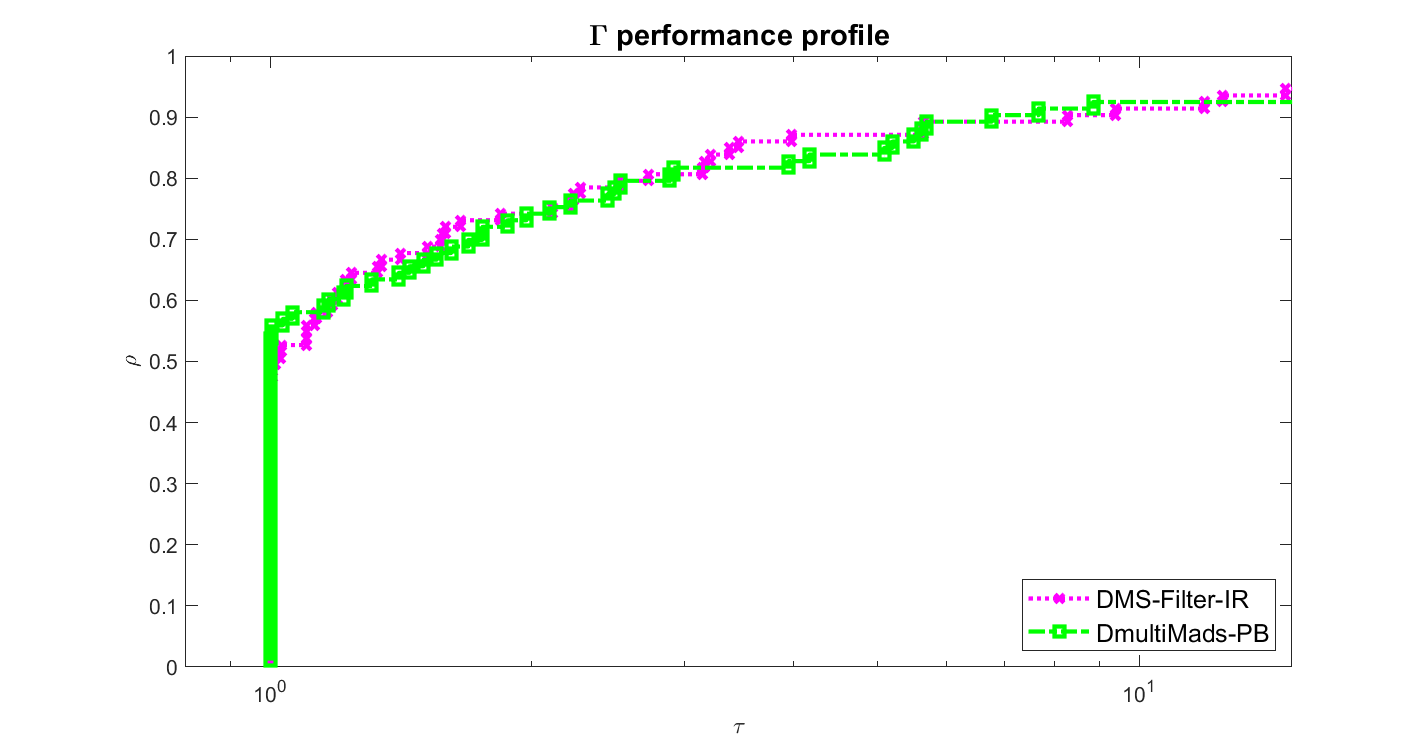 Γ performance profile
1
0.9
0.8
0.7
0.6
0.5
0.4
0.3
0.2
0.1
0
ρ
10⁰
10¹
τ
DMS-Filter-IR
DmultiMads-PB